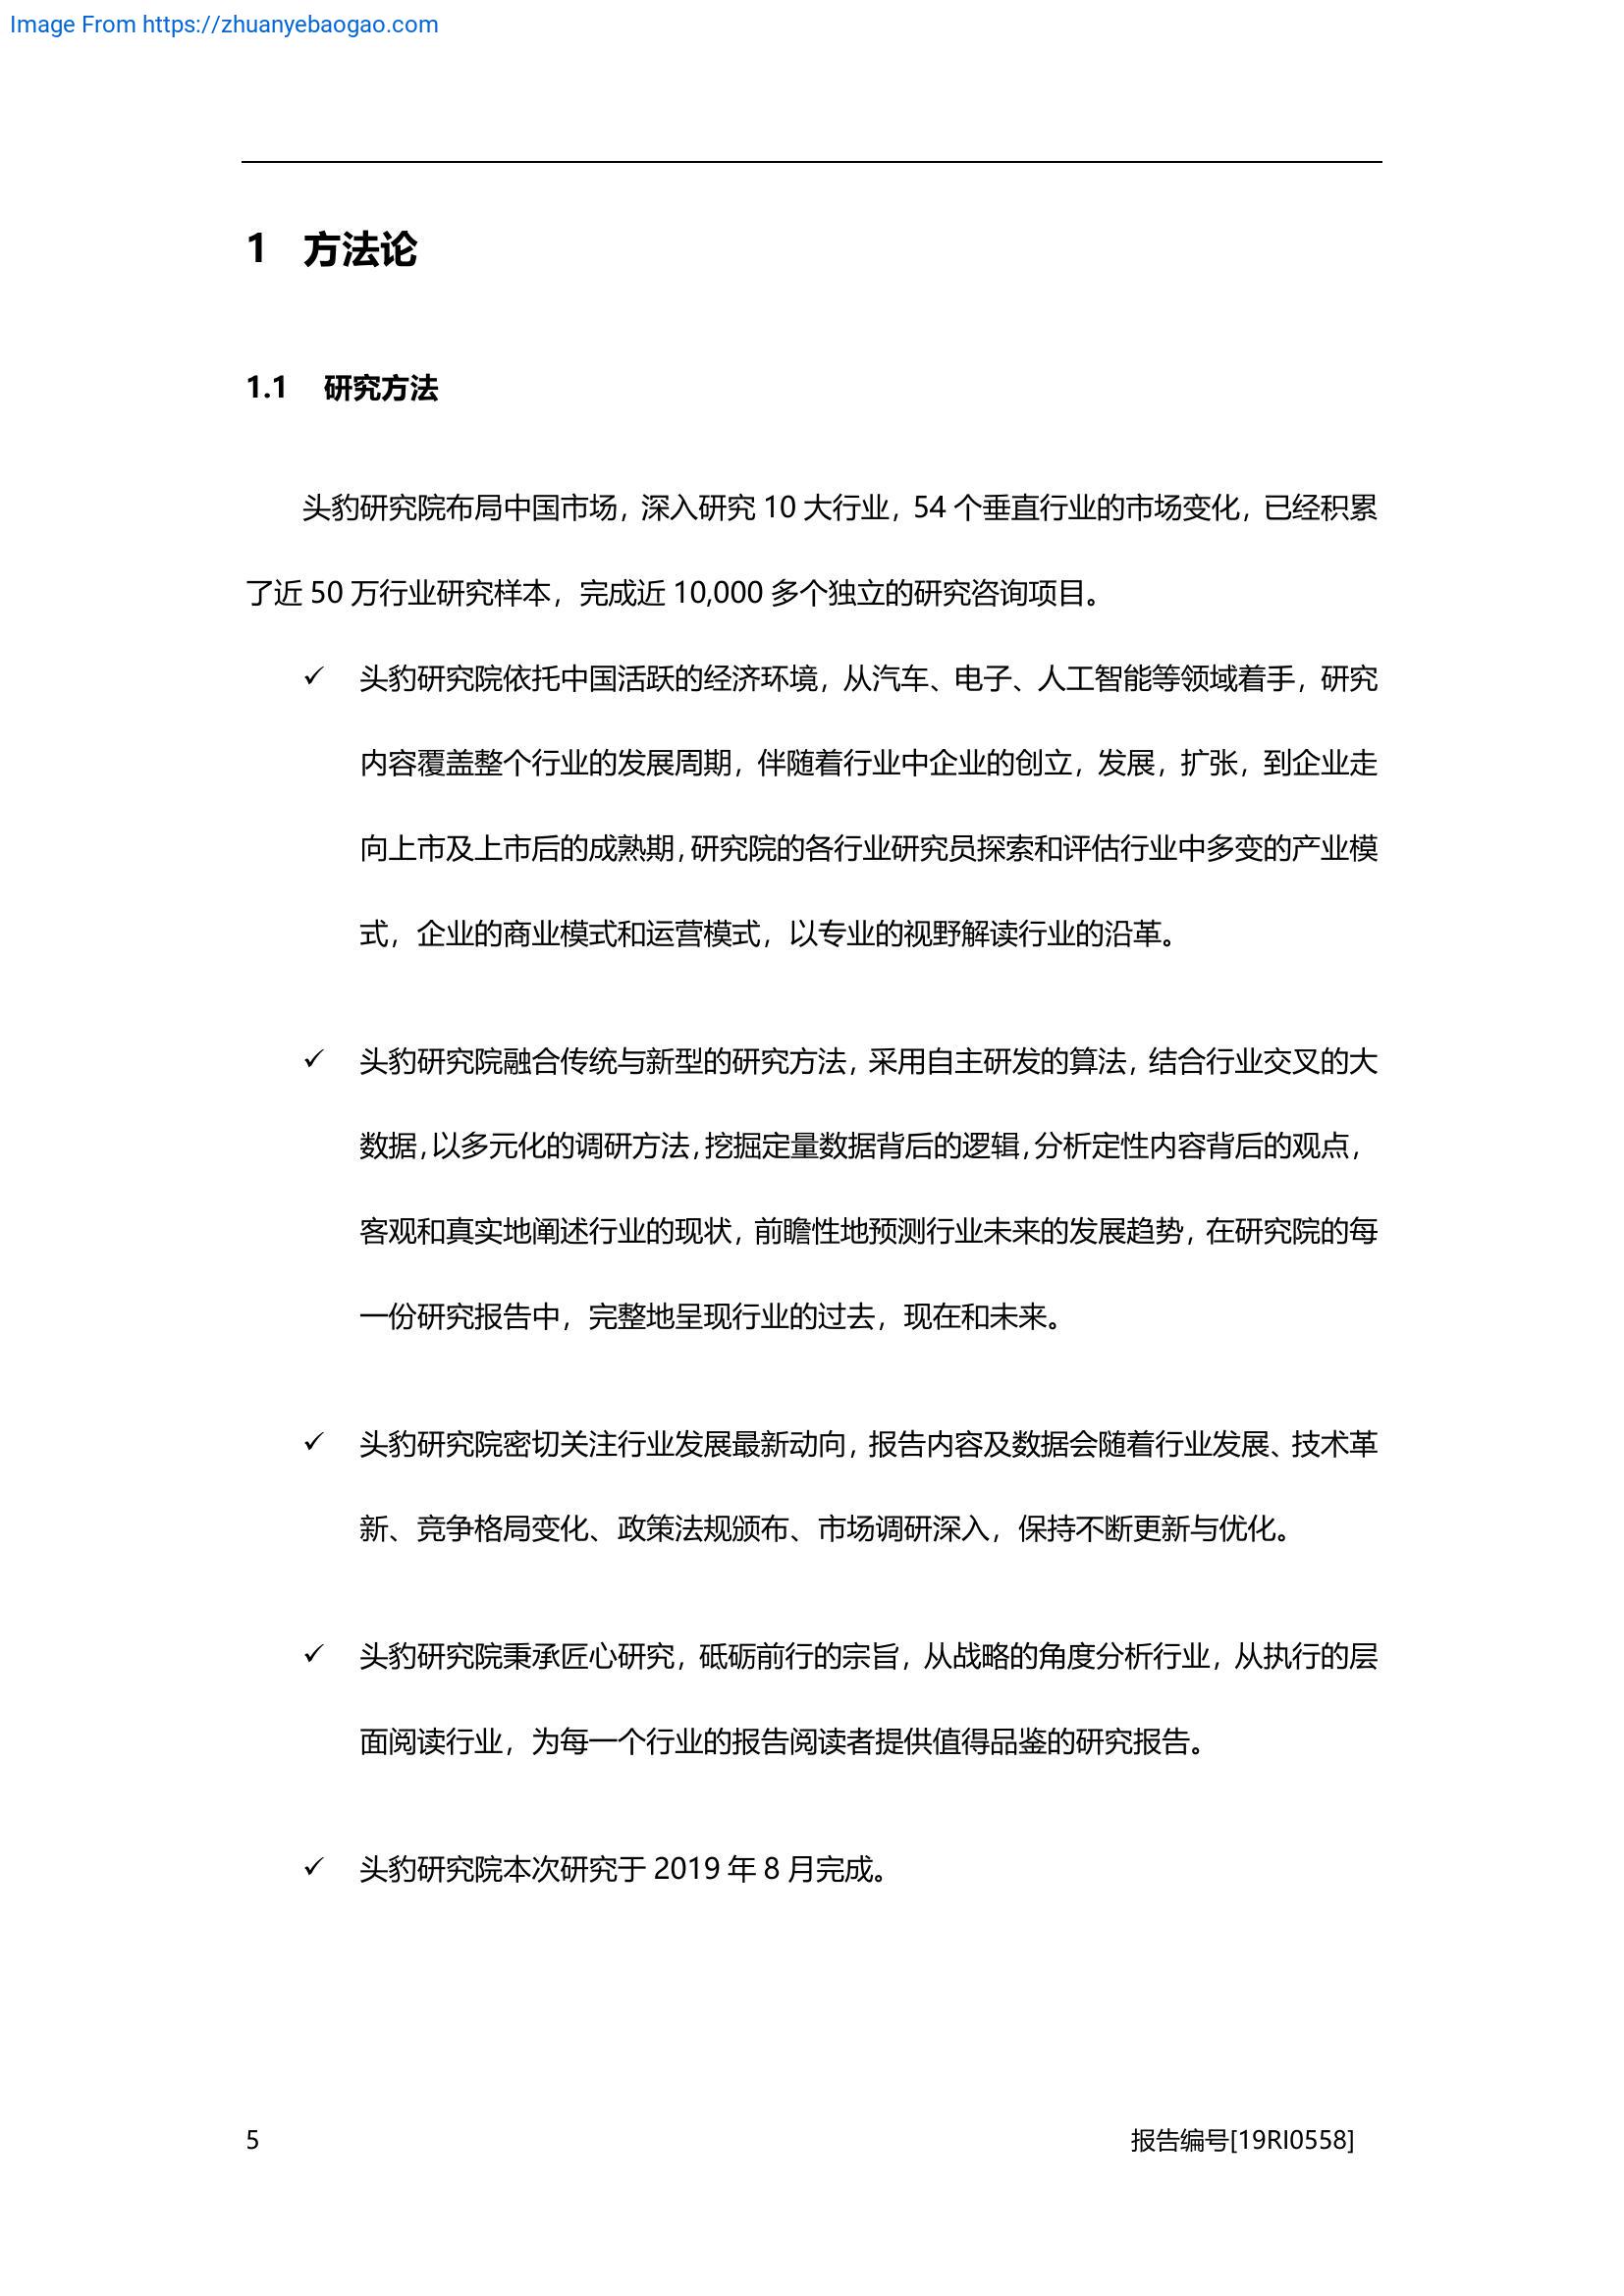 Image From https://zhuanyebaogao.com
1 方法论
1.1 研究方法
头豹研究院布局中国市场，深入研究 10 大行业，54 个垂直行业的市场变化，已经积累
了近 50 万行业研究样本，完成近 10,000 多个独立的研究咨询项目。
✓ 头豹研究院依托中国活跃的经济环境，从汽车、电子、人工智能等领域着手，研究
内容覆盖整个行业的发展周期，伴随着行业中企业的创立，发展，扩张，到企业走
向上市及上市后的成熟期，研究院的各行业研究员探索和评估行业中多变的产业模
式，企业的商业模式和运营模式，以专业的视野解读行业的沿革。
✓ 头豹研究院融合传统与新型的研究方法，采用自主研发的算法，结合行业交叉的大
数据，以多元化的调研方法，挖掘定量数据背后的逻辑，分析定性内容背后的观点，
客观和真实地阐述行业的现状，前瞻性地预测行业未来的发展趋势，在研究院的每
一份研究报告中，完整地呈现行业的过去，现在和未来。
✓ 头豹研究院密切关注行业发展最新动向，报告内容及数据会随着行业发展、技术革
新、竞争格局变化、政策法规颁布、市场调研深入，保持不断更新与优化。
✓ 头豹研究院秉承匠心研究，砥砺前行的宗旨，从战略的角度分析行业，从执行的层
面阅读行业，为每一个行业的报告阅读者提供值得品鉴的研究报告。
✓ 头豹研究院本次研究于 2019 年 8 月完成。
5 报告编号[19RI0558]